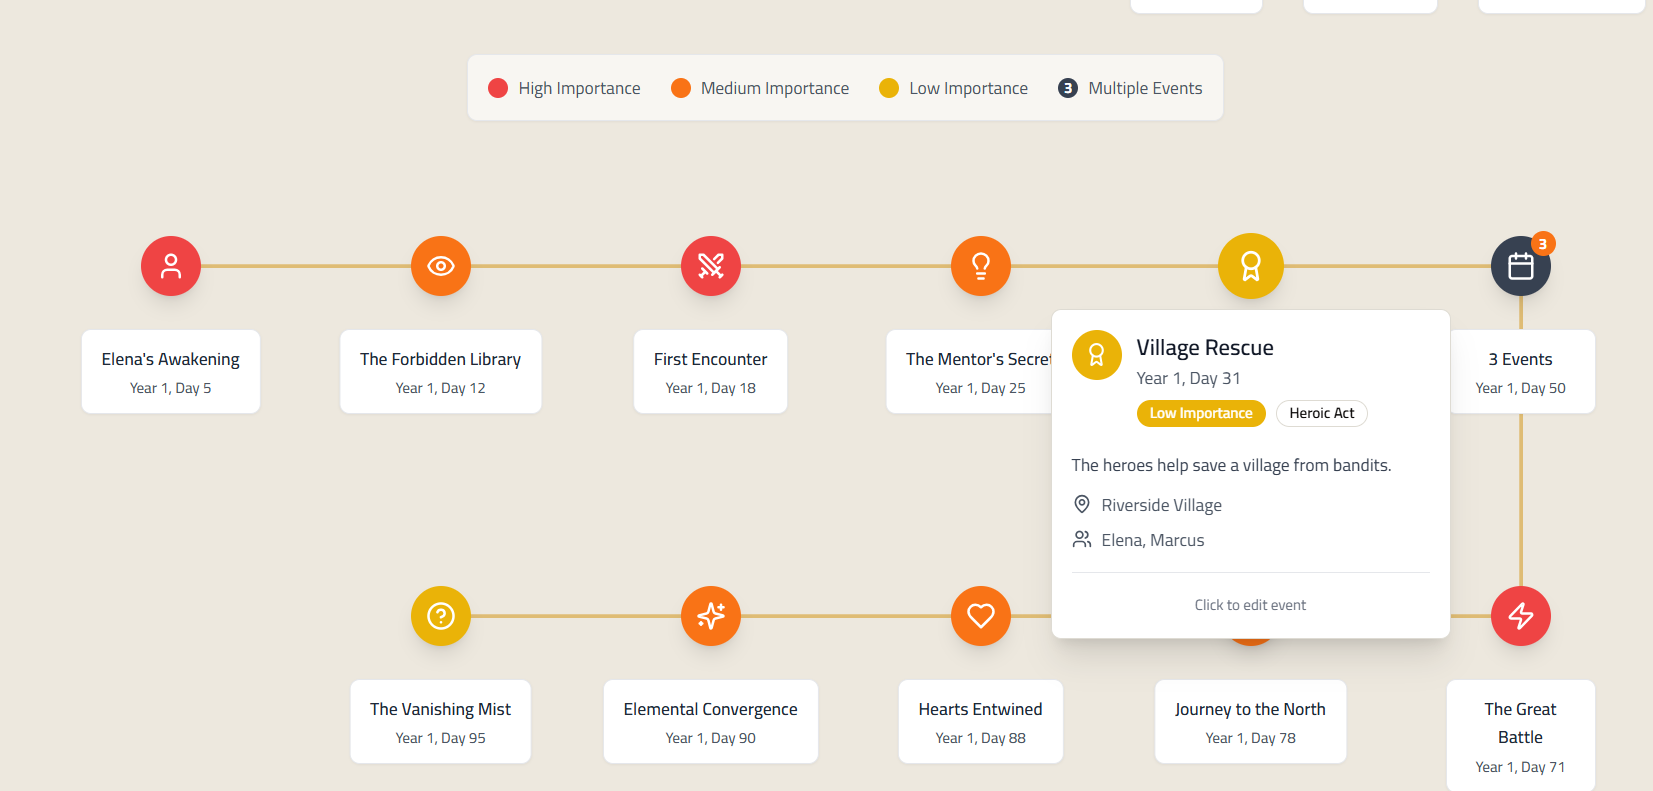 High Importance
Medium Importance
Low Importance
3 Multiple Events
3
Elena's Awakening
Year 1, Day 5
The Forbidden Library
Year 1, Day 12
First Encounter
Year 1, Day 18
The Mentor's Secret
Year 1, Day 25
Village Rescue
Year 1, Day 31
Low Importance
Heroic Act
The heroes help save a village from bandits.
Riverside Village
Elena, Marcus
Click to edit event
3 Events
Year 1, Day 50
The Vanishing Mist
Year 1, Day 95
Elemental Convergence
Year 1, Day 90
Hearts Entwined
Year 1, Day 88
Journey to the North
Year 1, Day 78
The Great
Battle
Year 1, Day 71